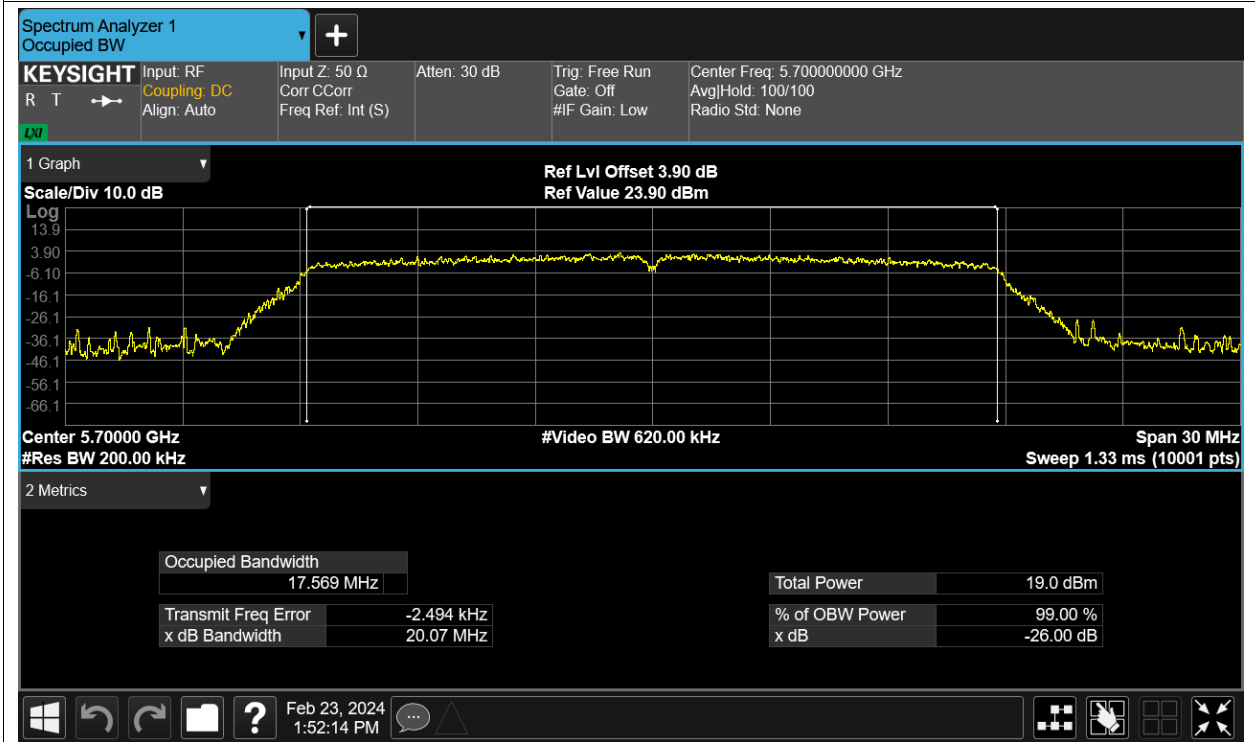 Spectrum Analyzer 1
Occupied BW
KEYSIGHT
R T
LXI
Input: RF
Coupling: DC
Align: Auto
Input Z: 50 Ω
Corr CCorr
Freq Ref: Int (S)
Atten: 30 dB
Trig: Free Run
Gate: Off
#IF Gain: Low
Center Freq: 5.700000000 GHz
Avg|Hold: 100/100
Radio Std: None
1 Graph
Scale/Div 10.0 dB
Ref Lvl Offset 3.90 dB
Ref Value 23.90 dBm
Log
13.9
3.90
-6.10
-16.1
-26.1
-36.1
-46.1
-56.1
-66.1
Center 5.70000 GHz
#Video BW 620.00 kHz
Span 30 MHz
#Res BW 200.00 kHz
Sweep 1.33 ms (10001 pts)
2 Metrics
Occupied Bandwidth
17.569 MHz
Transmit Freq Error -2.494 kHz
x dB Bandwidth 20.07 MHz
Total Power 19.0 dBm
% of OBW Power 99.00 %
x dB -26.00 dB
?
Feb 23, 2024
1:52:14 PM